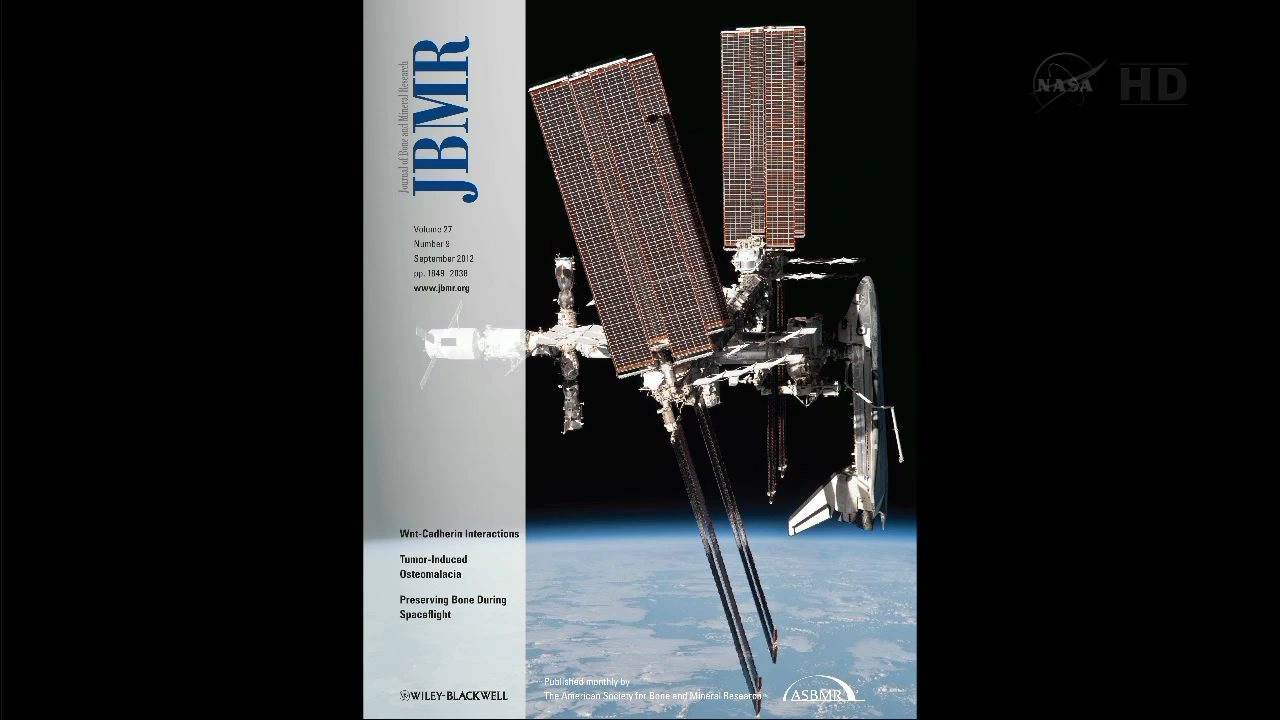 Journal of Bone and Mineral Research
JBMR
Volume 27
Number 9
September 2012
pp. 1849–2038
www.jbmr.org
Wnt-Cadherin Interactions
Tumor-Induced
Osteomalacia
Preserving Bone During
Spaceflight
WILEY-BLACKWELL
Published monthly by
The American Society for Bone and Mineral Research
ASBMR
NASA HD